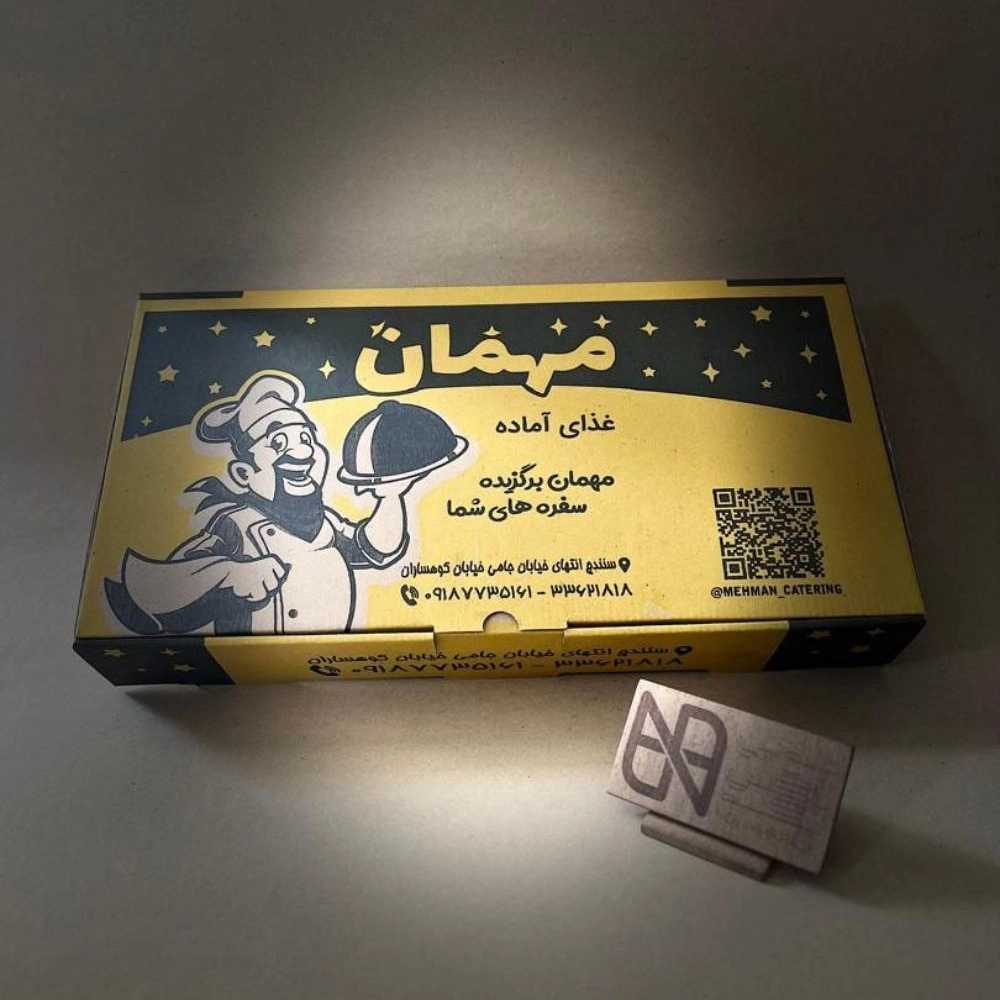 مهمان
غذای آماده
مهمان برگزیده
سفره های شما
سنندج انتهای خیابان جامی خیابان کوهساران
۰۹۱۸۷۷۳۵۱۶۱ - ۳۳۶۲۱۸۱۸
@MEHMAN_CATERING
سنندج انتهای خیابان جامی خیابان کوهساران
۰۹۱۸۷۷۳۵۱۶۱ - ۳۳۶۲۱۸۱۸